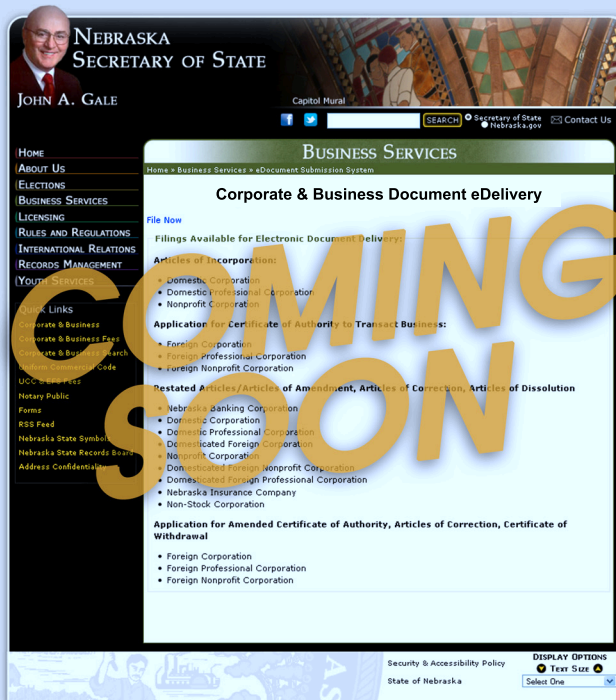 NEBRASKA
SECRETARY OF STATE
JOHN A. GALE
Capitol Mural
SEARCH
Secretary of State
Nebraska.gov
Contact Us
HOME
ABOUT US
ELECTIONS
BUSINESS SERVICES
LICENSING
RULES AND REGULATIONS
INTERNATIONAL RELATIONS
RECORDS MANAGEMENT
YOUTH SERVICES
Quick Links
Corporate & Business
Corporate & Business Fees
Corporate & Business Search
Uniform Commercial Code
UCC & EFS Fees
Notary Public
Forms
RSS Feed
Nebraska State Symbols
Nebraska State Records Board
Address Confidentiality
BUSINESS SERVICES
Home » Business Services » eDocument Submission System
Corporate & Business Document eDelivery
File Now
Filings Available for Electronic Document Delivery:
Articles of Incorporation:
• Domestic Corporation
• Domestic Professional Corporation
• Nonprofit Corporation
Application for Certificate of Authority to Transact Business:
• Foreign Corporation
• Foreign Professional Corporation
• Foreign Nonprofit Corporation
Restated Articles/Articles of Amendment, Articles of Correction, Articles of Dissolution
• Nebraska Banking Corporation
• Domestic Corporation
• Domestic Professional Corporation
• Domesticated Foreign Corporation
• Nonprofit Corporation
• Domesticated Foreign Nonprofit Corporation
• Domesticated Foreign Professional Corporation
• Nebraska Insurance Company
• Non-Stock Corporation
Application for Amended Certificate of Authority, Articles of Correction, Certificate of
Withdrawal
• Foreign Corporation
• Foreign Professional Corporation
• Foreign Nonprofit Corporation
COMING
SOON
Security & Accessibility Policy
State of Nebraska
DISPLAY OPTIONS
TEXT SIZE
Select One